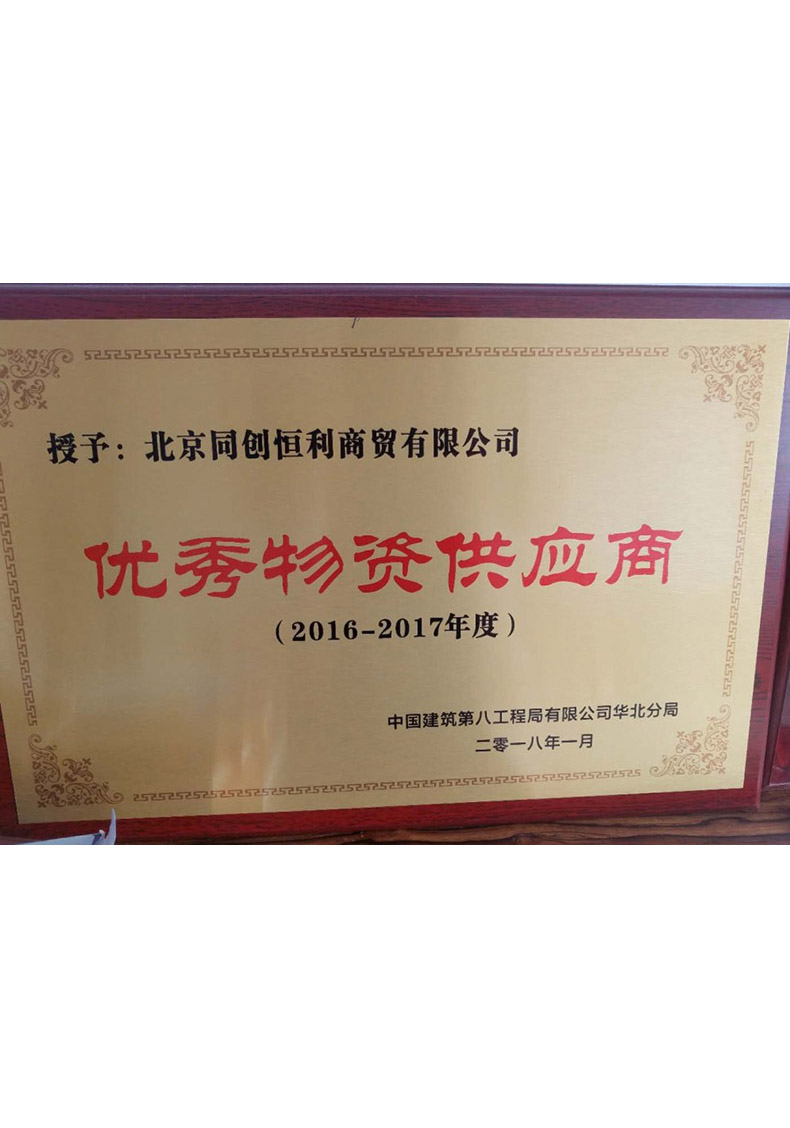 授予：北京同创恒利商贸有限公司
优秀物资供应商
（2016-2017年度）
中国建筑第八工程局有限公司华北分局
二零一八年一月